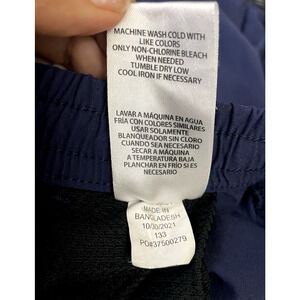 MACHINE WASH COLD WITH
LIKE COLORS
ONLY NON-CHLORINE BLEACH
WHEN NEEDED
TUMBLE DRY LOW
COOL IRON IF NECESSARY
LAVAR A MÁQUINA EN AGUA
FRÍA CON COLORES SIMILARES
USAR SOLAMENTE
BLANQUEADOR SIN CLORO
CUANDO SEA NECESARIO
SECAR A MÁQUINA
A TEMPERATURA BAJA
PLANCHAR EN FRÍO SI ES
NECESARIO
MADE IN
BANGLADESH
10/30/2021
133
PO#37500279